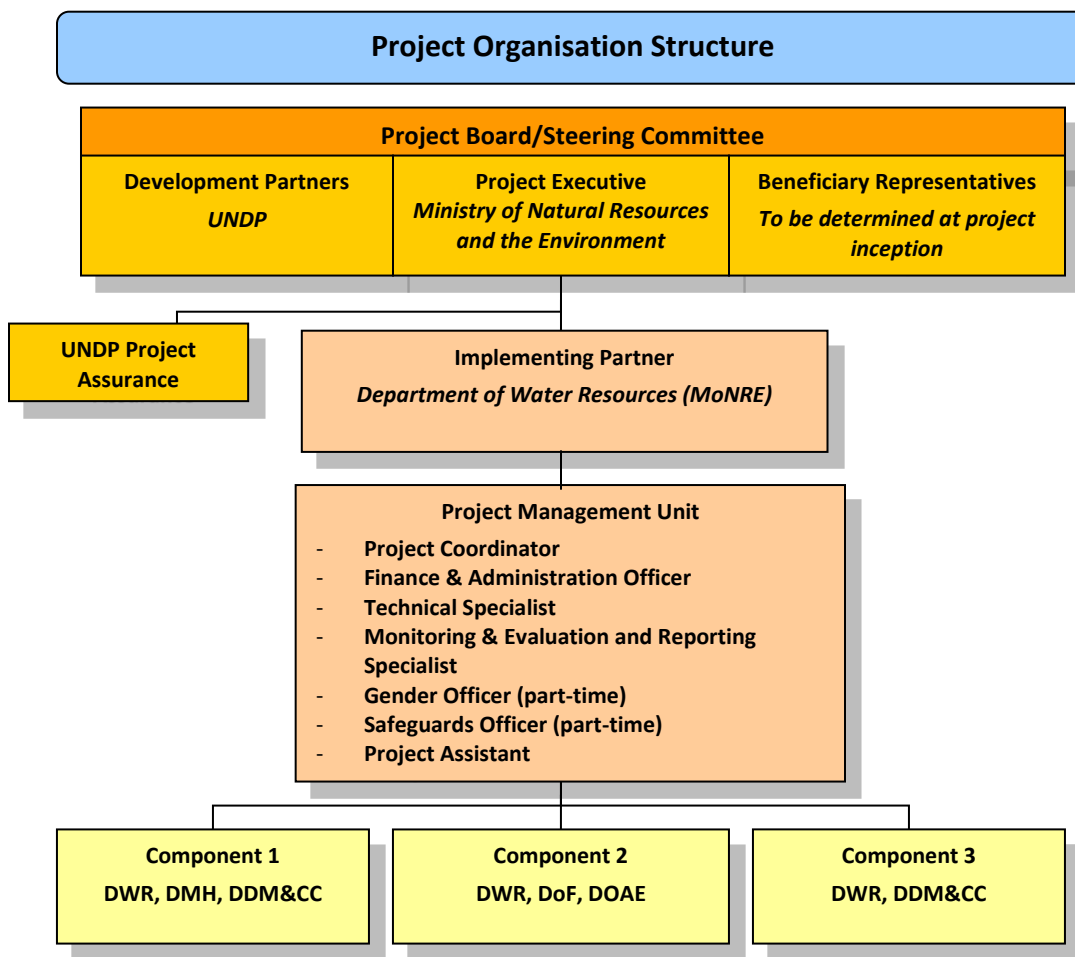 Project Organisation Structure
Project Board/Steering Committee
Development Partners
UNDP
Project Executive
Ministry of Natural Resources
and the Environment
Beneficiary Representatives
To be determined at project
inception
UNDP Project
Assurance
Implementing Partner
Department of Water Resources (MoNRE)
Project Management Unit
- Project Coordinator
- Finance & Administration Officer
- Technical Specialist
- Monitoring & Evaluation and Reporting
Specialist
- Gender Officer (part-time)
- Safeguards Officer (part-time)
- Project Assistant
Component 1
DWR, DMH, DDM&CC
Component 2
DWR, DoF, DOAE
Component 3
DWR, DDM&CC